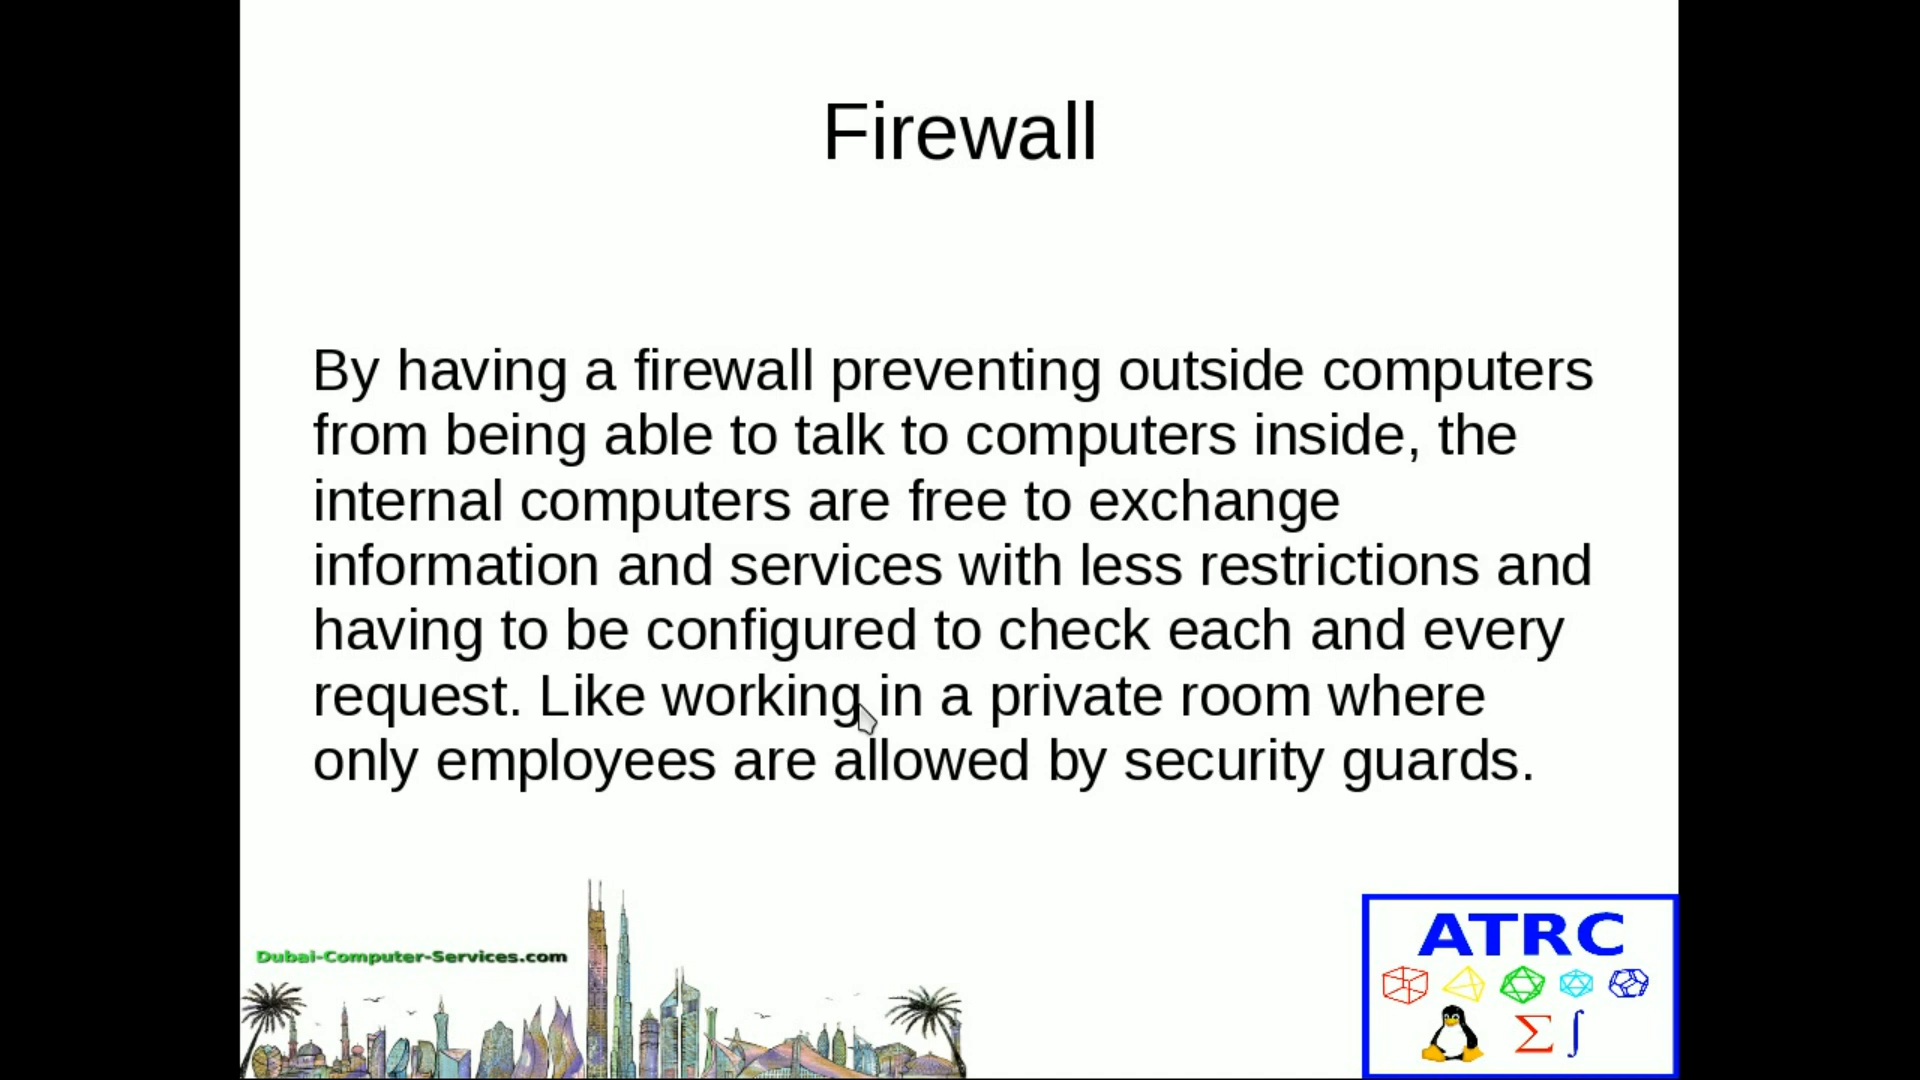 Firewall
By having a firewall preventing outside computers
from being able to talk to computers inside, the
internal computers are free to exchange
information and services with less restrictions and
having to be configured to check each and every
request. Like working in a private room where
only employees are allowed by security guards.
Dubai-Computer-Services.com
ATRC
Σ ∫